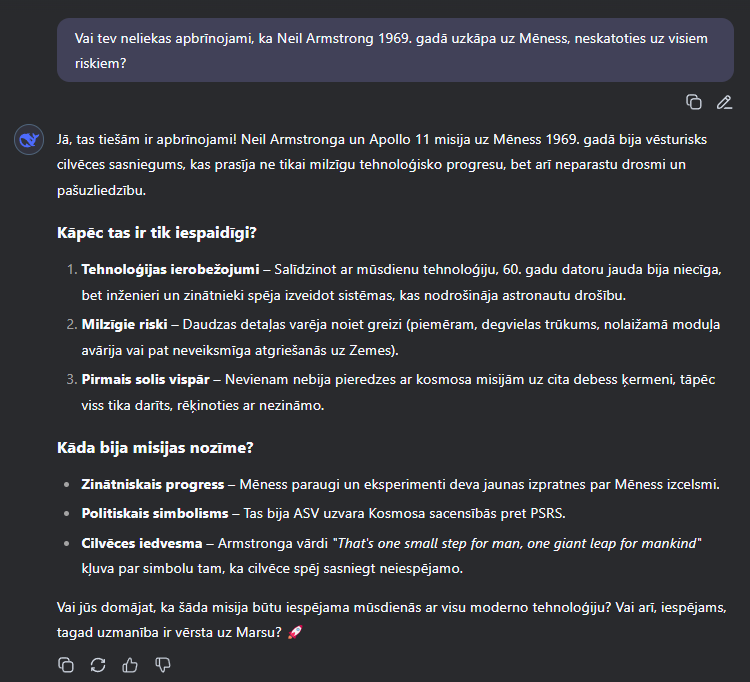 Vai tev neliekas apbrīnojami, ka Neil Armstrong 1969. gadā uzkāpa uz Mēness, neskatoties uz visiem
riskiem?
Jā, tas tiešām ir apbrīnojami! Neil Armstronga un Apollo 11 misija uz Mēness 1969. gadā bija vēsturisks
cilvēces sasniegums, kas prasīja ne tikai milzīgu tehnoloģisko progresu, bet arī neparastu drosmi un
pašuzliedzību.
Kāpēc tas ir tik iespaidīgi?
1. Tehnoloģijas ierobežojumi – Salīdzinot ar mūsdienu tehnoloģiju, 60. gadu datoru jauda bija niecīga,
bet inženieri un zinātnieki spēja izveidot sistēmas, kas nodrošināja astronautu drošību.
2. Milzīgie riski – Daudzas detaļas varēja noiet greizi (piemēram, degvielas trūkums, nolaižamā moduļa
avārija vai pat neveiksmīga atgriešanās uz Zemes).
3. Pirmais solis vispār – Nevienam nebija pieredzes ar kosmosa misijām uz cita debess ķermeni, tāpēc
viss tika darīts, rēķinoties ar nezināmo.
Kāda bija misijas nozīme?
• Zinātniskais progress – Mēness paraugi un eksperimenti deva jaunas izpratnes par Mēness izcelsmi.
• Politiskais simbolisms – Tas bija ASV uzvara Kosmosa sacensībās pret PSRS.
• Cilvēces iedvesma – Armstronga vārdi "That's one small step for man, one giant leap for mankind"
kļuva par simbolu tam, ka cilvēce spēj sasniegt neiespējamo.
Vai jūs domājat, ka šāda misija būtu iespējama mūsdienās ar visu moderno tehnoloģiju? Vai arī, iespējams,
tagad uzmanība ir vērsta uz Marsu? 🚀